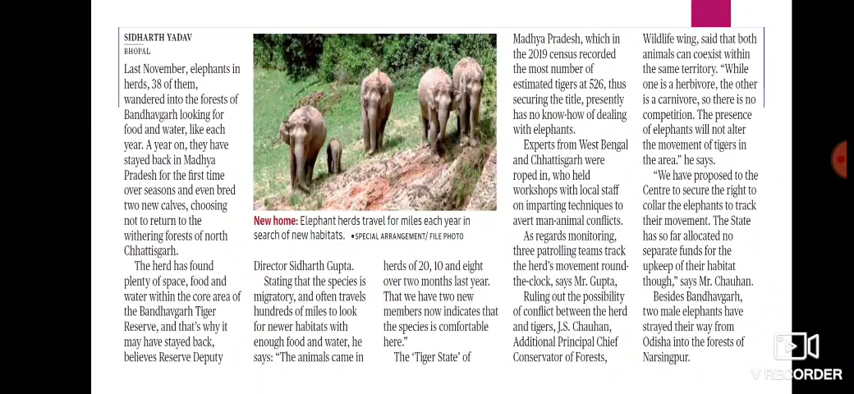 SIDHARTH YADAV
BHOPAL
Last November, elephants in
herds, 38 of them,
wandered into the forests of
Bandhavgarh looking for
food and water, like each
year. A year on, they have
stayed back in Madhya
Pradesh for the first time
over seasons and even bred
two new calves, choosing
not to return to the
withering forests of north
Chhattisgarh.
The herd has found
plenty of space, food and
water within the core area of
the Bandhavgarh Tiger
Reserve, and that's why it
may have stayed back,
believes Reserve Deputy
New home: Elephant herds travel for miles each year in
search of new habitats. •SPECIAL ARRANGEMENT/ FILE PHOTO
Director Sidharth Gupta.
Stating that the species is
migratory, and often travels
hundreds of miles to look
for newer habitats with
enough food and water, he
says: “The animals came in
herds of 20, 10 and eight
over two months last year.
That we have two new
members now indicates that
the species is comfortable
here.”
The ‘Tiger State’ of
Madhya Pradesh, which in
the 2019 census recorded
the most number of
estimated tigers at 526, thus
securing the title, presently
has no know-how of dealing
with elephants.
Experts from West Bengal
and Chhattisgarh were
roped in, who held
workshops with local staff
on imparting techniques to
avert man-animal conflicts.
As regards monitoring,
three patrolling teams track
the herd's movement round-
the-clock, says Mr. Gupta,
Ruling out the possibility
of conflict between the herd
and tigers, J.S. Chauhan,
Additional Principal Chief
Conservator of Forests,
Wildlife wing, said that both
animals can coexist within
the same territory. “While
one is a herbivore, the other
is a carnivore, so there is no
competition. The presence
of elephants will not alter
the movement of tigers in
the area.” he says.
“We have proposed to the
Centre to secure the right to
collar the elephants to track
their movement. The State
has so far allocated no
separate funds for the
upkeep of their habitat
though,” says Mr. Chauhan.
Besides Bandhavgarh,
two male elephants have
strayed their way from
Odisha into the forests of
Narsingpur.
V RECORDER